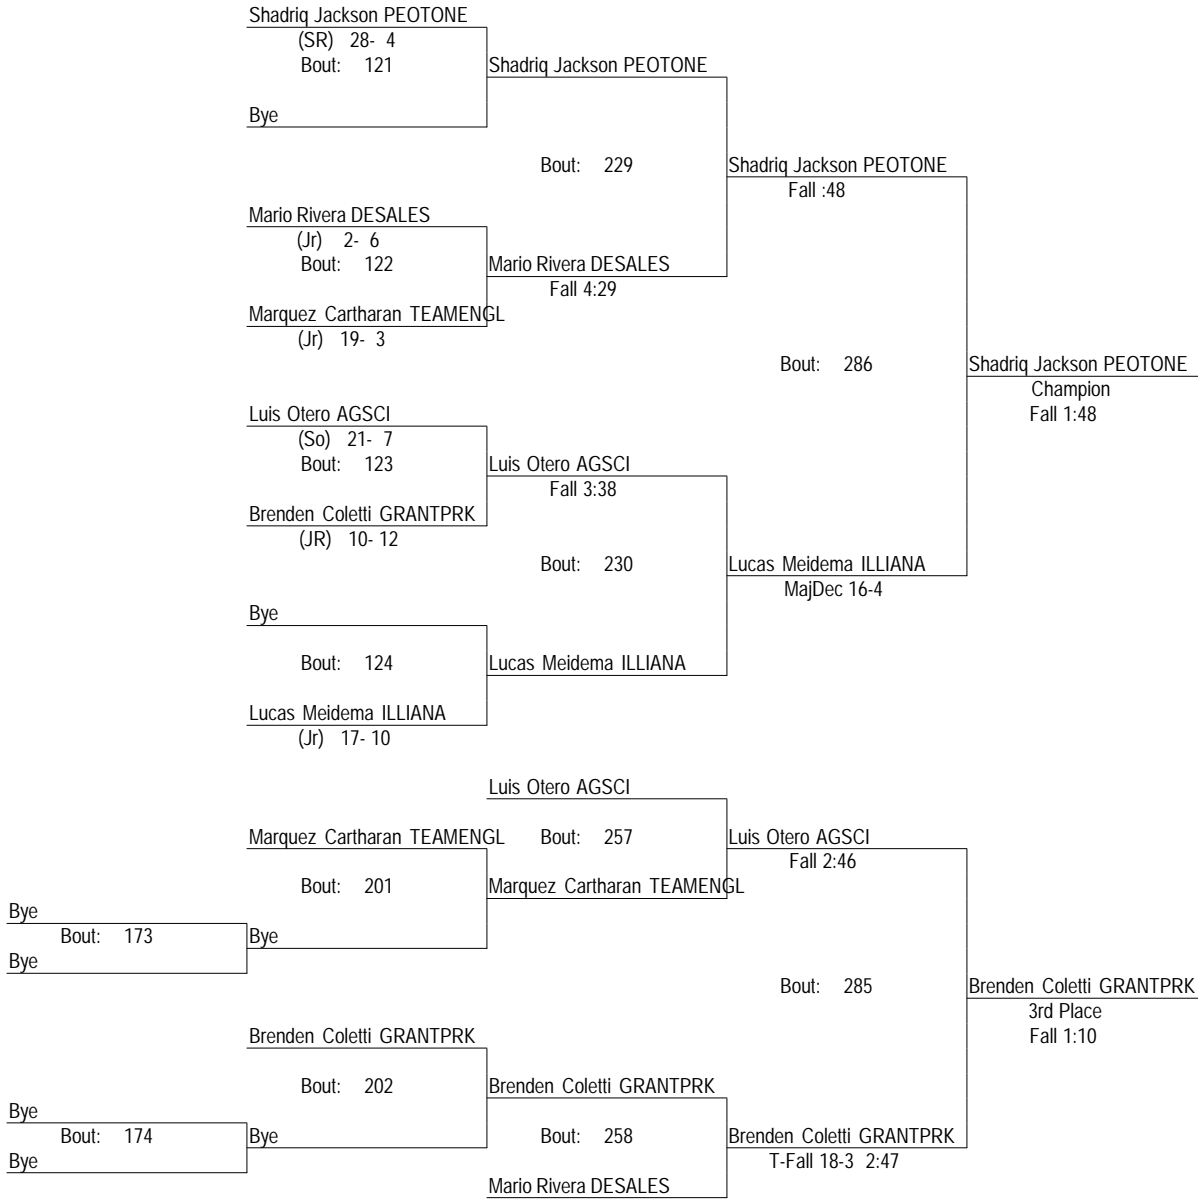 Shadriq Jackson PEOTONE
(SR) 28- 4
Bout: 121
Shadriq Jackson PEOTONE
Bye
Bout: 229
Shadriq Jackson PEOTONE
Fall :48
Mario Rivera DESALES
(Jr) 2- 6
Bout: 122
Mario Rivera DESALES
Fall 4:29
Marquez Cartharan TEAMENGL
(Jr) 19- 3
Bout: 286
Shadriq Jackson PEOTONE
Champion
Fall 1:48
Luis Otero AGSCI
(So) 21- 7
Bout: 123
Luis Otero AGSCI
Fall 3:38
Brenden Coletti GRANTPRK
(JR) 10- 12
Bout: 230
Lucas Meidema ILLIANA
MajDec 16-4
Bye
Bout: 124
Lucas Meidema ILLIANA
Lucas Meidema ILLIANA
(Jr) 17- 10
Luis Otero AGSCI
Marquez Cartharan TEAMENGL
Bout: 257
Luis Otero AGSCI
Fall 2:46
Bout: 201
Marquez Cartharan TEAMENGL
Bye
Bout: 173
Bye
Bye
Bout: 285
Brenden Coletti GRANTPRK
3rd Place
Fall 1:10
Brenden Coletti GRANTPRK
Bout: 202
Brenden Coletti GRANTPRK
Bye
Bout: 174
Bye
Bout: 258
Brenden Coletti GRANTPRK
T-Fall 18-3 2:47
Bye
Mario Rivera DESALES